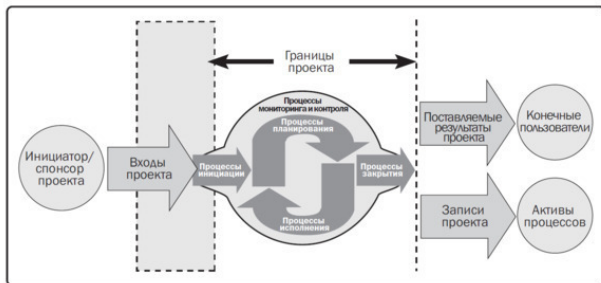 Границы
проекта
Процессы
мониторинга и контроля
Процессы
планирования
Инициатор/
спонсор
проекта
Входы
проекта
Процессы
инициации
Процессы
закрытия
Процессы
исполнения
Поставляемые
результаты
проекта
Конечные
пользователи
Записи
проекта
Активы
процессов